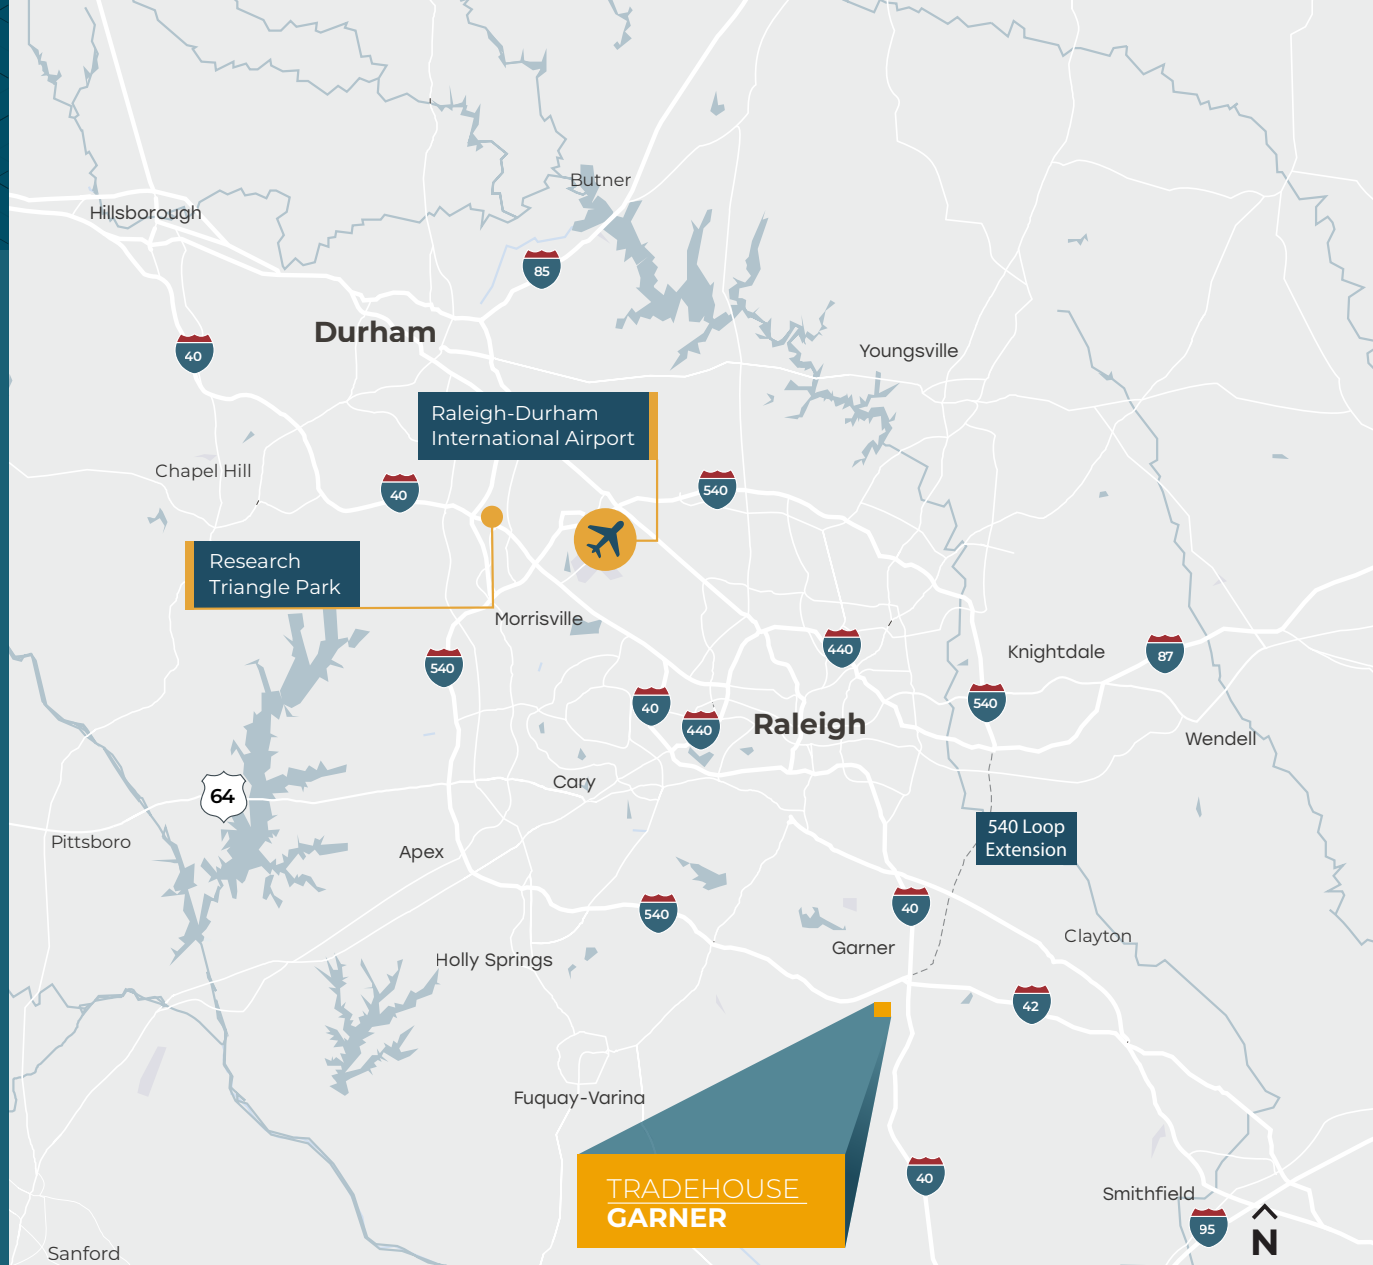 Butner
Hillsborough
85
Durham
40
Youngsville
Raleigh-Durham
International Airport
Chapel Hill
40
540
Research
Triangle Park
Morrisville
440
Knightdale
87
540
40
540
440
Raleigh
Wendell
Cary
64
540 Loop
Extension
Pittsboro
Apex
540
40
Clayton
Garner
Holly Springs
42
Fuquay-Varina
TRADEHOUSE
GARNER
40
Smithfield
95
N
Sanford